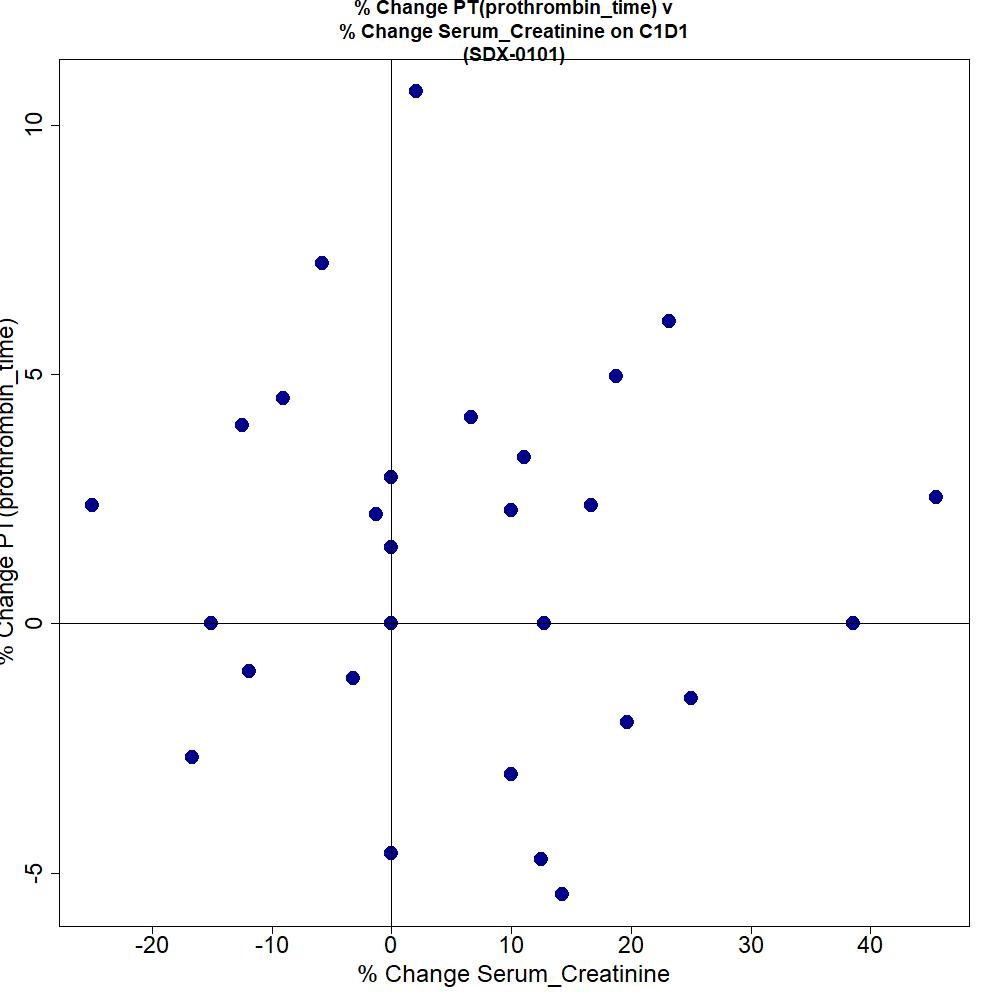 % Change PT(prothrombin_time) v
% Change Serum_Creatinine on C1D1
(SDX-0101)
% Change PT(prothrombin_time)
10
5
0
-5
-20
-10
0
10
20
30
40
% Change Serum_Creatinine